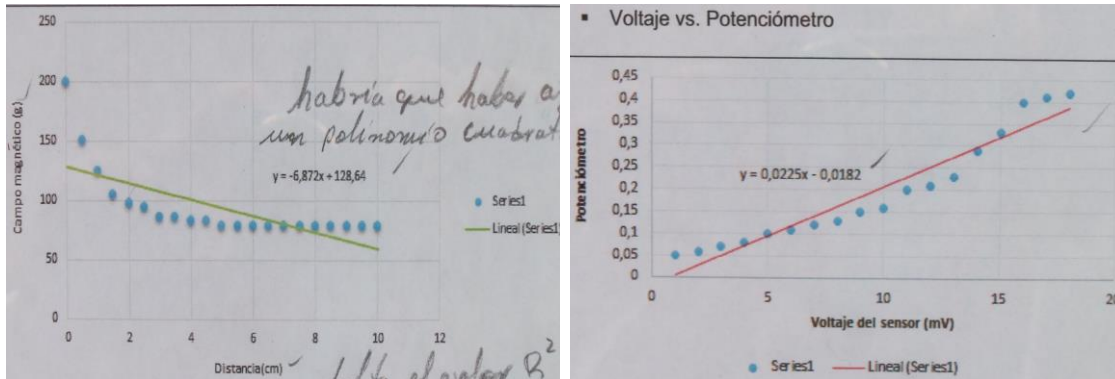 250
200
150
100
50
0
0 2 4 6 8 10 12
Campo magnético (g)
Distancia(cm)
habría que haber
un polinomio
y = -6,872x + 128,64
Series1
Lineal (Series1)
el valor R²
▪ Voltaje vs. Potenciómetro
0,45
0,4
0,35
0,3
0,25
0,2
0,15
0,1
0,05
0
0 5 10 15 20
Potenciómetro
y = 0,0225x - 0,0182
Voltaje del sensor (mV)
Series1 Lineal (Series1)